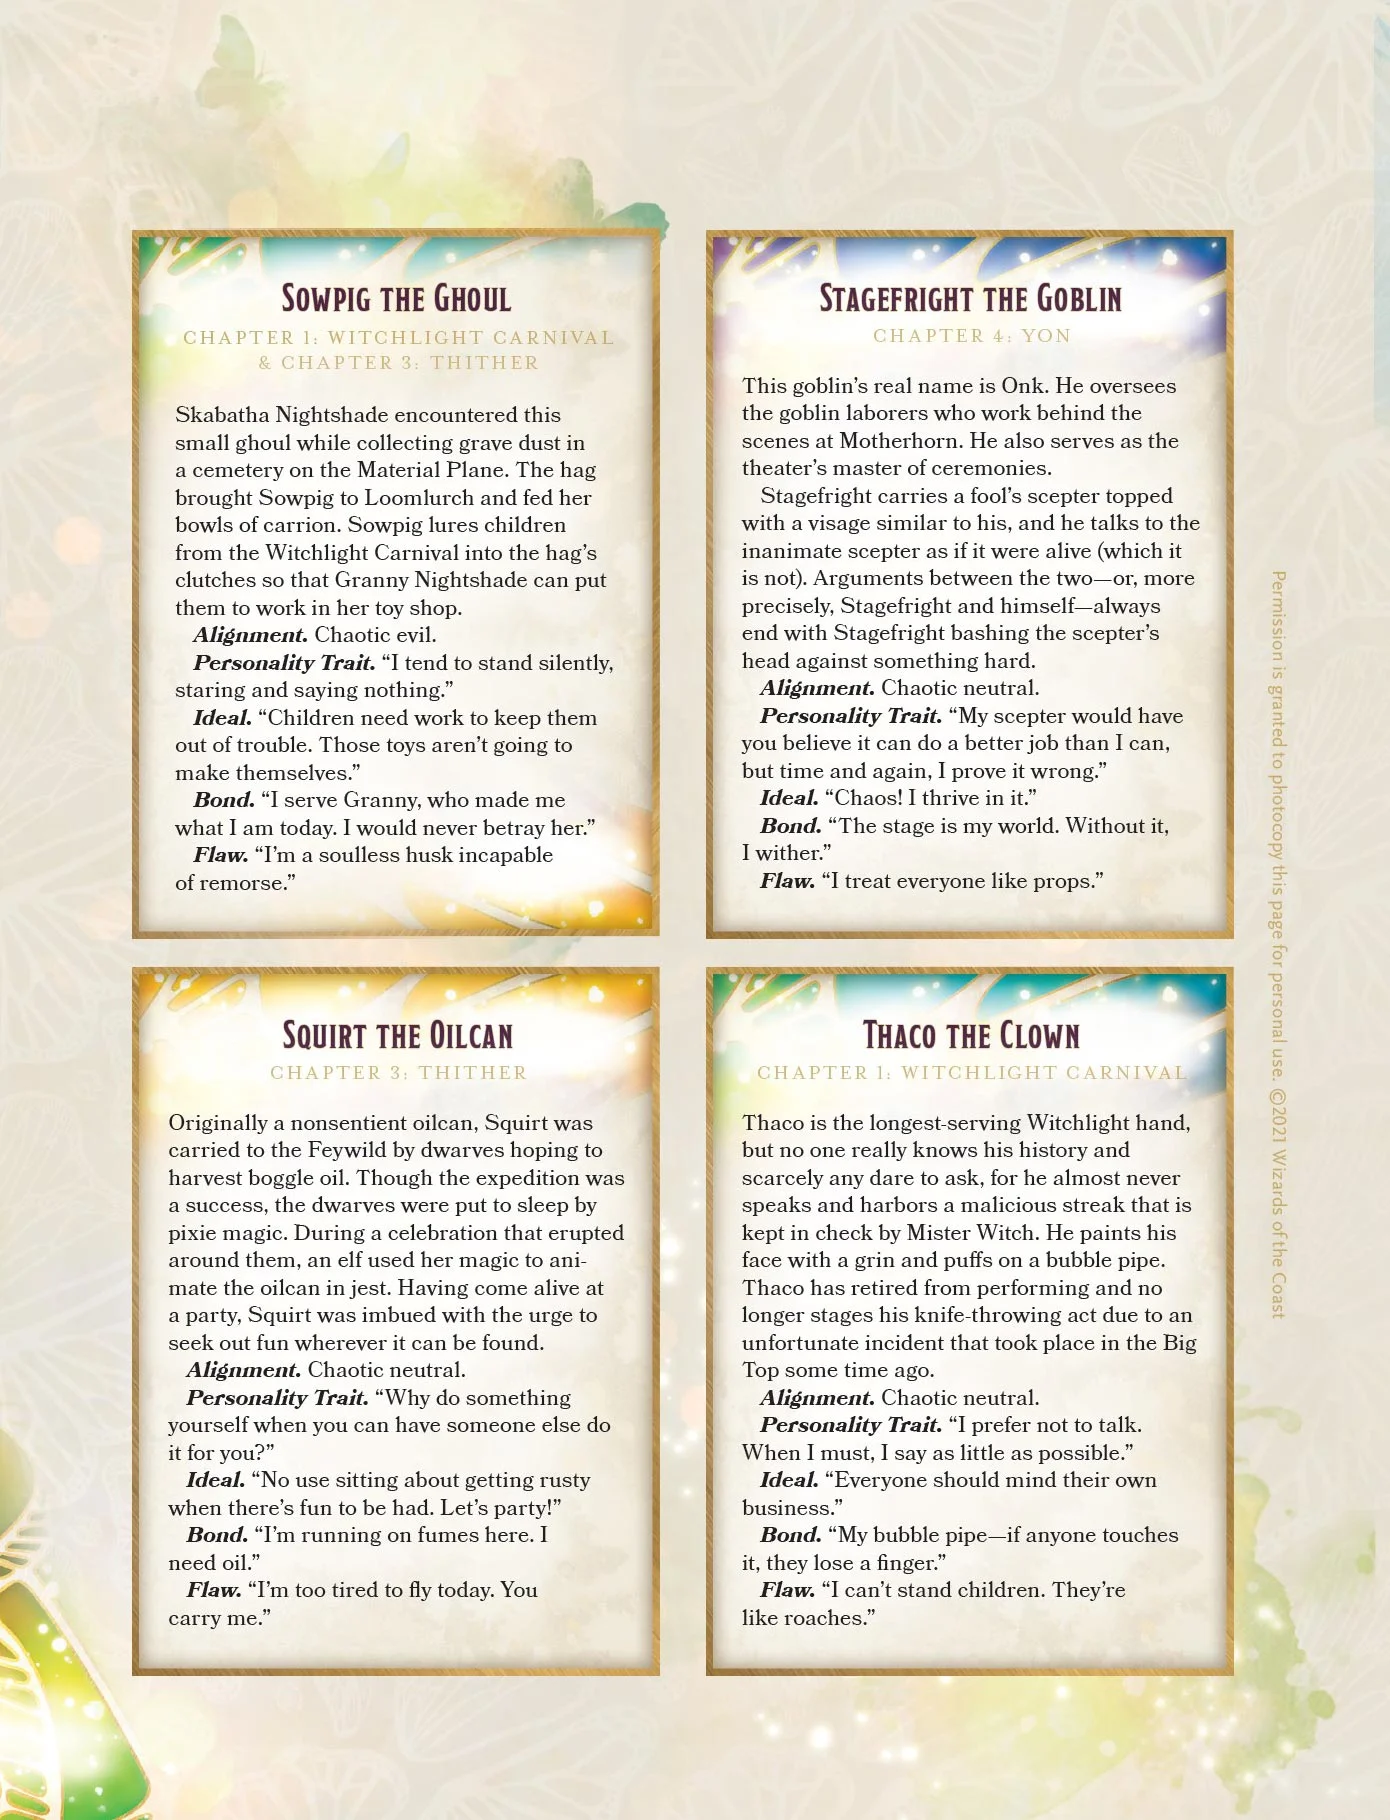 Sowpig the Ghoul
Chapter 1: Witchlight Carnival
& Chapter 3: Thither
Skabatha Nightshade encountered this
small ghoul while collecting grave dust in
a cemetery on the Material Plane. The hag
brought Sowpig to Loomlurch and fed her
bowls of carrion. Sowpig lures children
from the Witchlight Carnival into the hag’s
clutches so that Granny Nightshade can put
them to work in her toy shop.
Alignment. Chaotic evil.
Personality Trait. “I tend to stand silently,
staring and saying nothing.”
Ideal. “Children need work to keep them
out of trouble. Those toys aren’t going to
make themselves.”
Bond. “I serve Granny, who made me
what I am today. I would never betray her.”
Flaw. “I’m a soulless husk incapable
of remorse.”
Stagefright the Goblin
Chapter 4: Yon
This goblin’s real name is Onk. He oversees
the goblin laborers who work behind the
scenes at Motherhorn. He also serves as the
theater’s master of ceremonies.
Stagefright carries a fool’s scepter topped
with a visage similar to his, and he talks to the
inanimate scepter as if it were alive (which it
is not). Arguments between the two—or, more
precisely, Stagefright and himself—always
end with Stagefright bashing the scepter’s
head against something hard.
Alignment. Chaotic neutral.
Personality Trait. “My scepter would have
you believe it can do a better job than I can,
but time and again, I prove it wrong.”
Ideal. “Chaos! I thrive in it.”
Bond. “The stage is my world. Without it,
I wither.”
Flaw. “I treat everyone like props.”
Squirt the Oilcan
Chapter 3: Thither
Originally a nonsentient oilcan, Squirt was
carried to the Feywild by dwarves hoping to
harvest boggle oil. Though the expedition was
a success, the dwarves were put to sleep by
pixie magic. During a celebration that erupted
around them, an elf used her magic to ani-
mate the oilcan in jest. Having come alive at
a party, Squirt was imbued with the urge to
seek out fun wherever it can be found.
Alignment. Chaotic neutral.
Personality Trait. “Why do something
yourself when you can have someone else do
it for you?”
Ideal. “No use sitting about getting rusty
when there’s fun to be had. Let’s party!”
Bond. “I’m running on fumes here. I
need oil.”
Flaw. “I’m too tired to fly today. You
carry me.”
Thaco the Clown
Chapter 1: Witchlight Carnival
Thaco is the longest-serving Witchlight hand,
but no one really knows his history and
scarcely any dare to ask, for he almost never
speaks and harbors a malicious streak that is
kept in check by Mister Witch. He paints his
face with a grin and puffs on a bubble pipe.
Thaco has retired from performing and no
longer stages his knife-throwing act due to an
unfortunate incident that took place in the Big
Top some time ago.
Alignment. Chaotic neutral.
Personality Trait. “I prefer not to talk.
When I must, I say as little as possible.”
Ideal. “Everyone should mind their own
business.”
Bond. “My bubble pipe—if anyone touches
it, they lose a finger.”
Flaw. “I can’t stand children. They’re
like roaches.”
Permission is granted to photocopy this page for personal use. ©2021 Wizards of the Coast